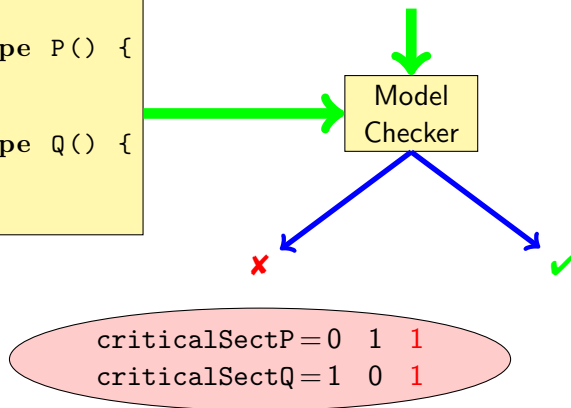 pe P() {
Model
Checker
pe Q() {
✘ ✔
criticalSectP=0 1 1
criticalSectQ=1 0 1